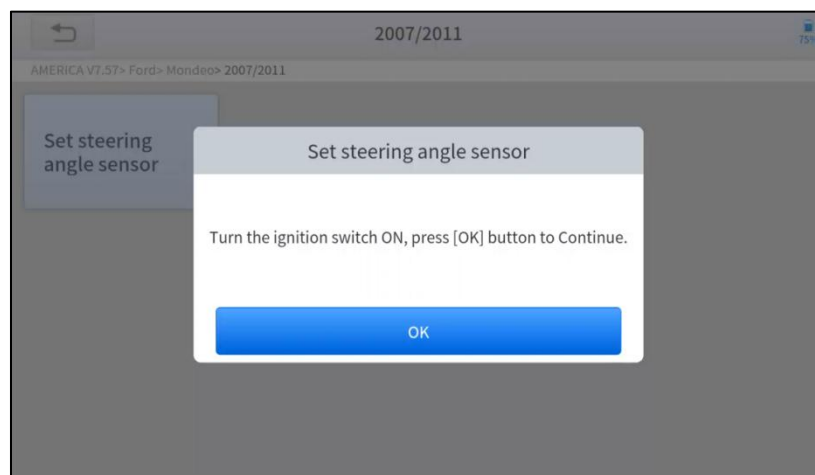 2007/2011
75%
AMERICA V7.57> Ford> Mondeo> 2007/2011
Set steering
angle sensor
Set steering angle sensor
Turn the ignition switch ON, press [OK] button to Continue.
OK